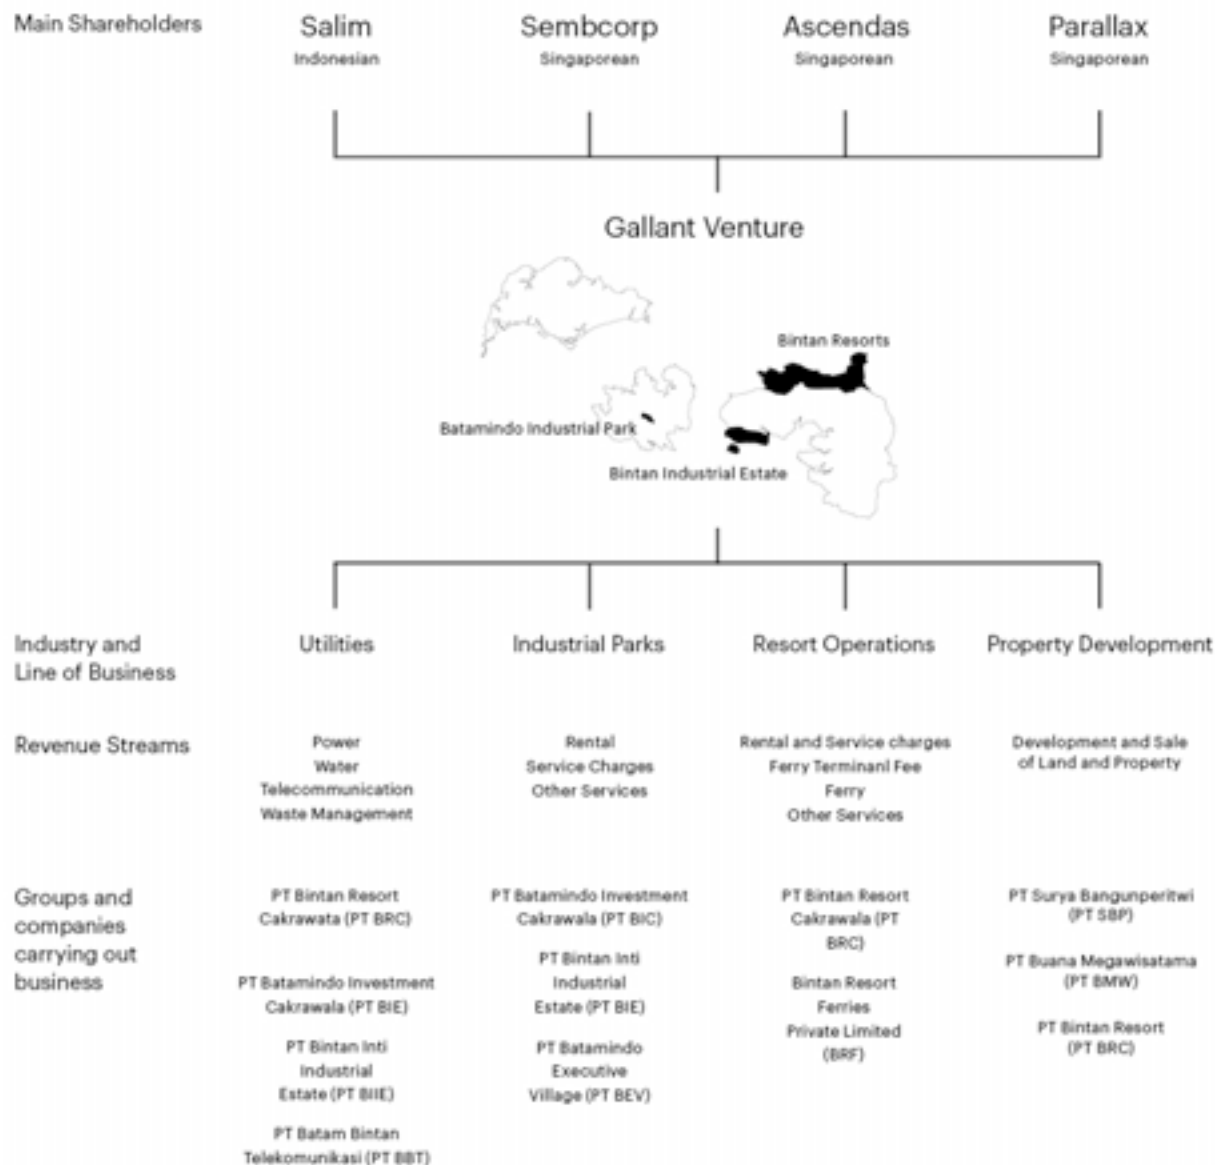 Main Shareholders
Salim
Indonesian
Sembcorp
Singaporean
Ascendas
Singaporean
Parallax
Singaporean
Gallant Venture
Bintan Resorts
Batamindo Industrial Park
Bintan Industrial Estate
Industry and
Line of Business
Utilities
Industrial Parks
Resort Operations
Property Development
Revenue Streams
Power
Water
Telecommunication
Waste Management
Rental
Service Charges
Other Services
Rental and Service charges
Ferry Terminanl Fee
Ferry
Other Services
Development and Sale
of Land and Property
Groups and
companies
carrying out
business
PT Bintan Resort
Cakrawata (PT BRC)
PT Batamindo Investment
Cakrawala (PT BIE)
PT Bintan Inti
Industrial
Estate (PT BIIE)
PT Batam Bintan
Telekomunikasi (PT BBT)
PT Batamindo Investment
Cakrawala (PT BIC)
PT Bintan Inti
Industrial
Estate (PT BIE)
PT Batamindo
Executive
Village (PT BEV)
PT Bintan Resort
Cakrawala (PT
BRC)
Bintan Resort
Ferries
Private Limited
(BRF)
PT Surya Bangunperitwi
(PT SBP)
PT Buana Megawisatama
(PT BMW)
PT Bintan Resort
(PT BRC)